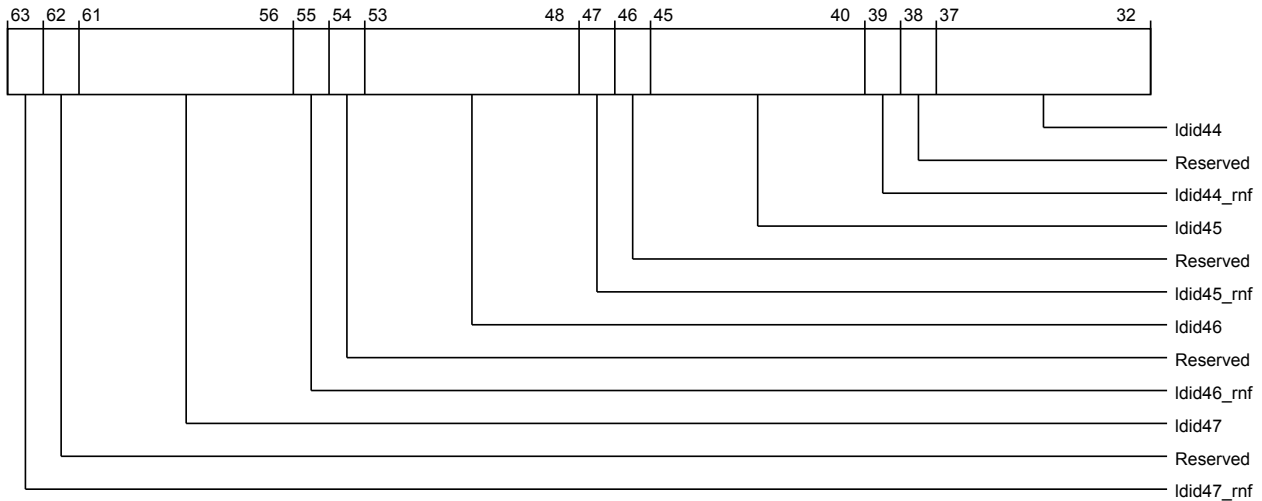 63 62 61 56 55 54 53 48 47 46 45 40 39 38 37 32
ldid44
Reserved
ldid44_rnf
ldid45
Reserved
ldid45_rnf
ldid46
Reserved
ldid46_rnf
ldid47
Reserved
ldid47_rnf